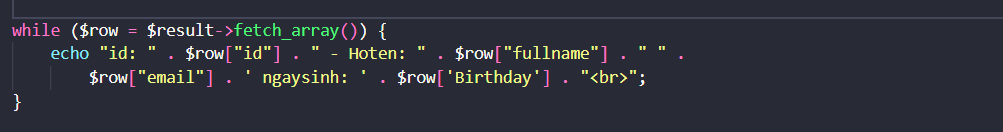 while ($row = $result->fetch_array()) {
    echo "id: " . $row["id"] . " - Hoten: " . $row["fullname"] . " " .
        $row["email"] . ' ngaysinh: ' . $row['Birthday'] . "<br>";
}